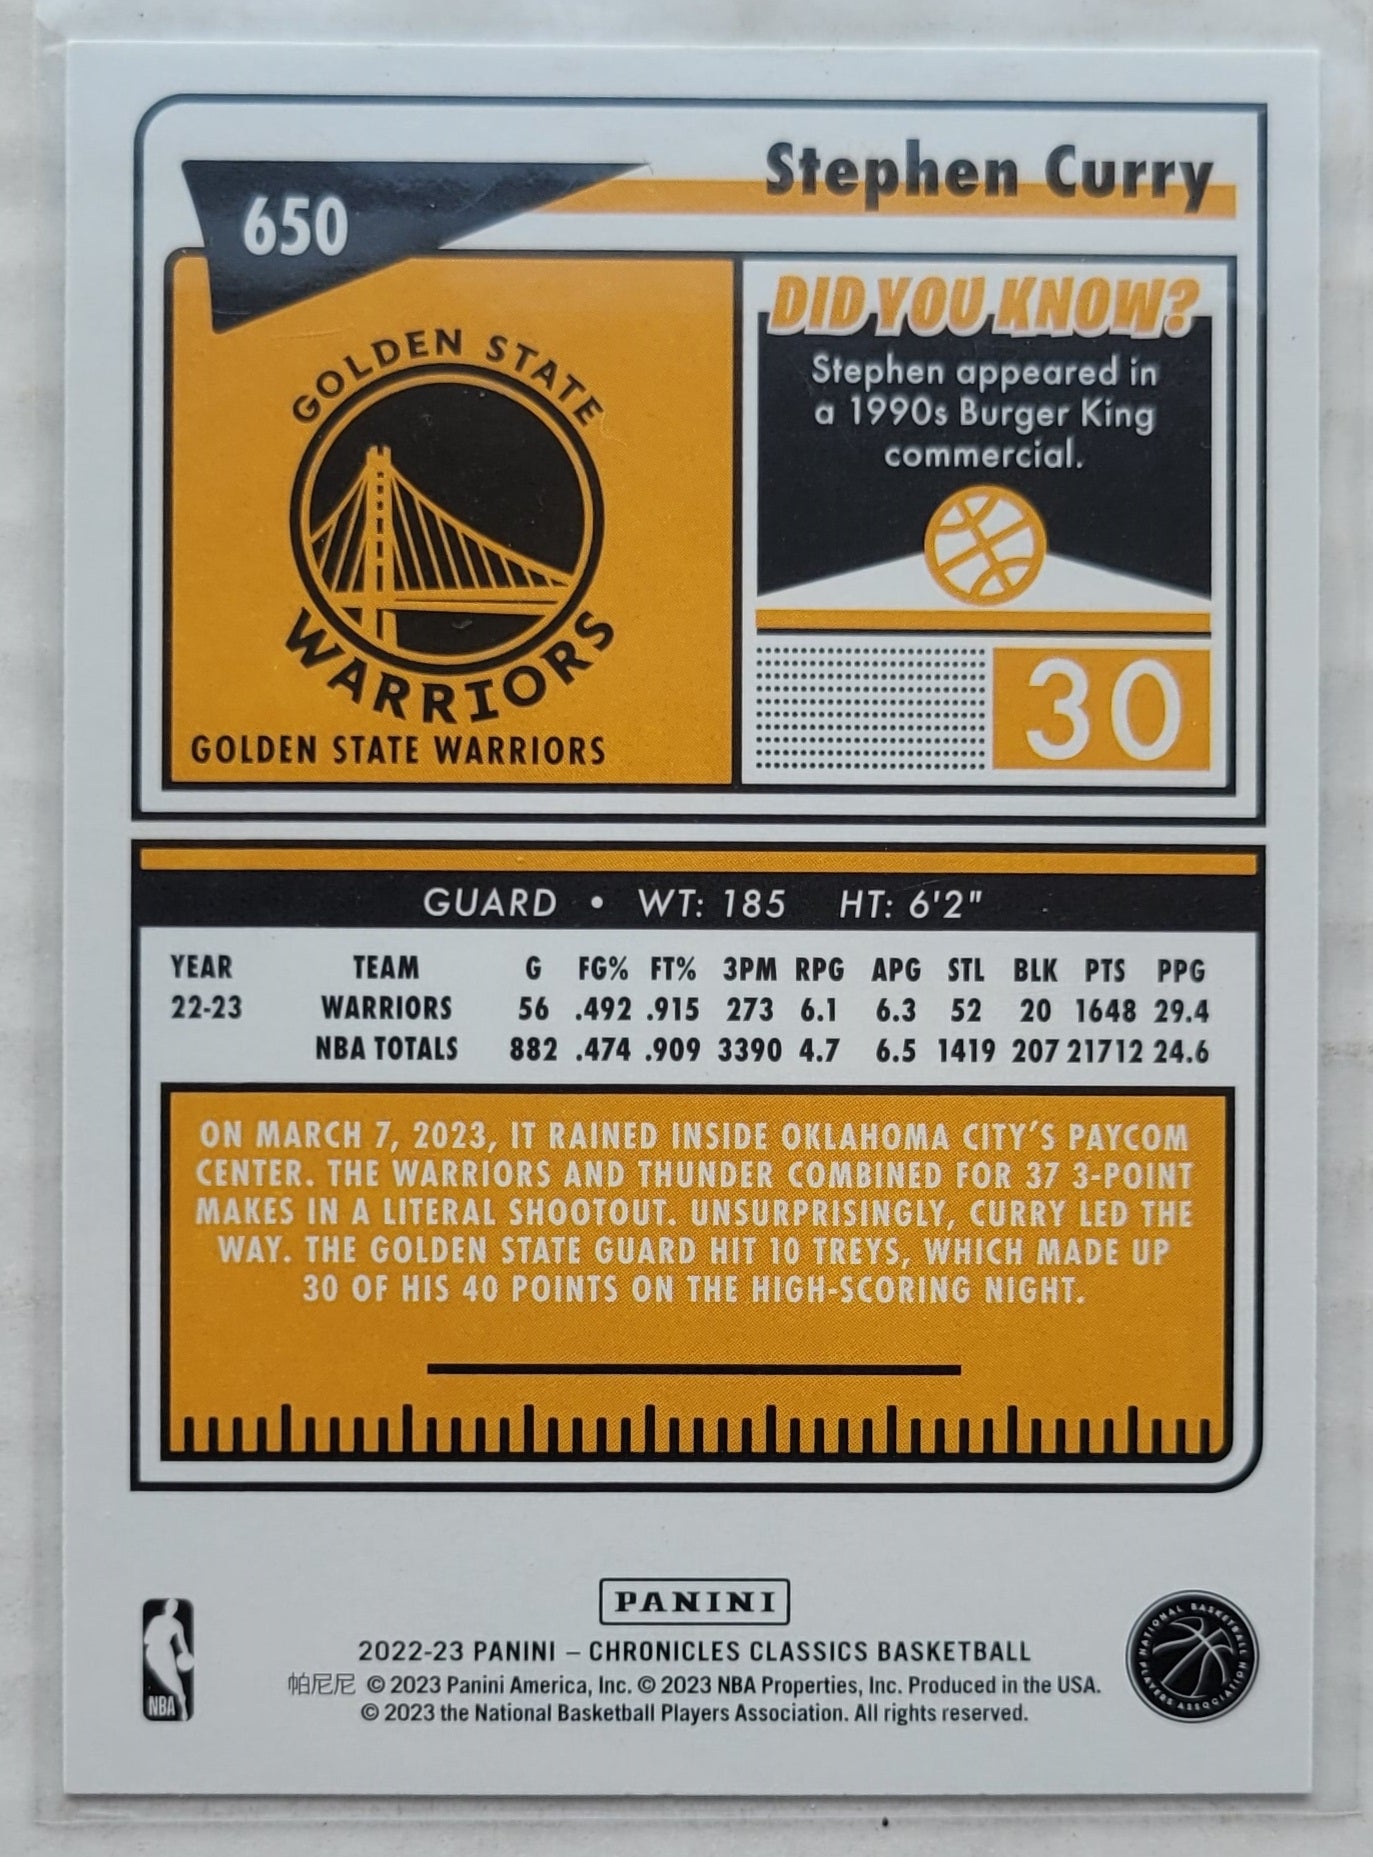 650
Stephen Curry
GOLDEN STATE
WARRIORS
GOLDEN STATE WARRIORS
DID YOU KNOW?
Stephen appeared in
a 1990s Burger King
commercial.
30
GUARD • WT: 185 HT: 6'2"
YEAR TEAM G FG% FT% 3PM RPG APG STL BLK PTS PPG
22-23 WARRIORS 56 .492 .915 273 6.1 6.3 52 20 1648 29.4
NBA TOTALS 882 .474 .909 3390 4.7 6.5 1419 207 21712 24.6
ON MARCH 7, 2023, IT RAINED INSIDE OKLAHOMA CITY'S PAYCOM
CENTER. THE WARRIORS AND THUNDER COMBINED FOR 37 3-POINT
MAKES IN A LITERAL SHOOTOUT. UNSURPRISINGLY, CURRY LED THE
WAY. THE GOLDEN STATE GUARD HIT 10 TREYS, WHICH MADE UP
30 OF HIS 40 POINTS ON THE HIGH-SCORING NIGHT.
PANINI
2022-23 PANINI – CHRONICLES CLASSICS BASKETBALL
帕尼尼 © 2023 Panini America, Inc. © 2023 NBA Properties, Inc. Produced in the USA.
© 2023 the National Basketball Players Association. All rights reserved.
NBA
NATIONAL BASKETBALL
PLAYERS ASSOCIATION